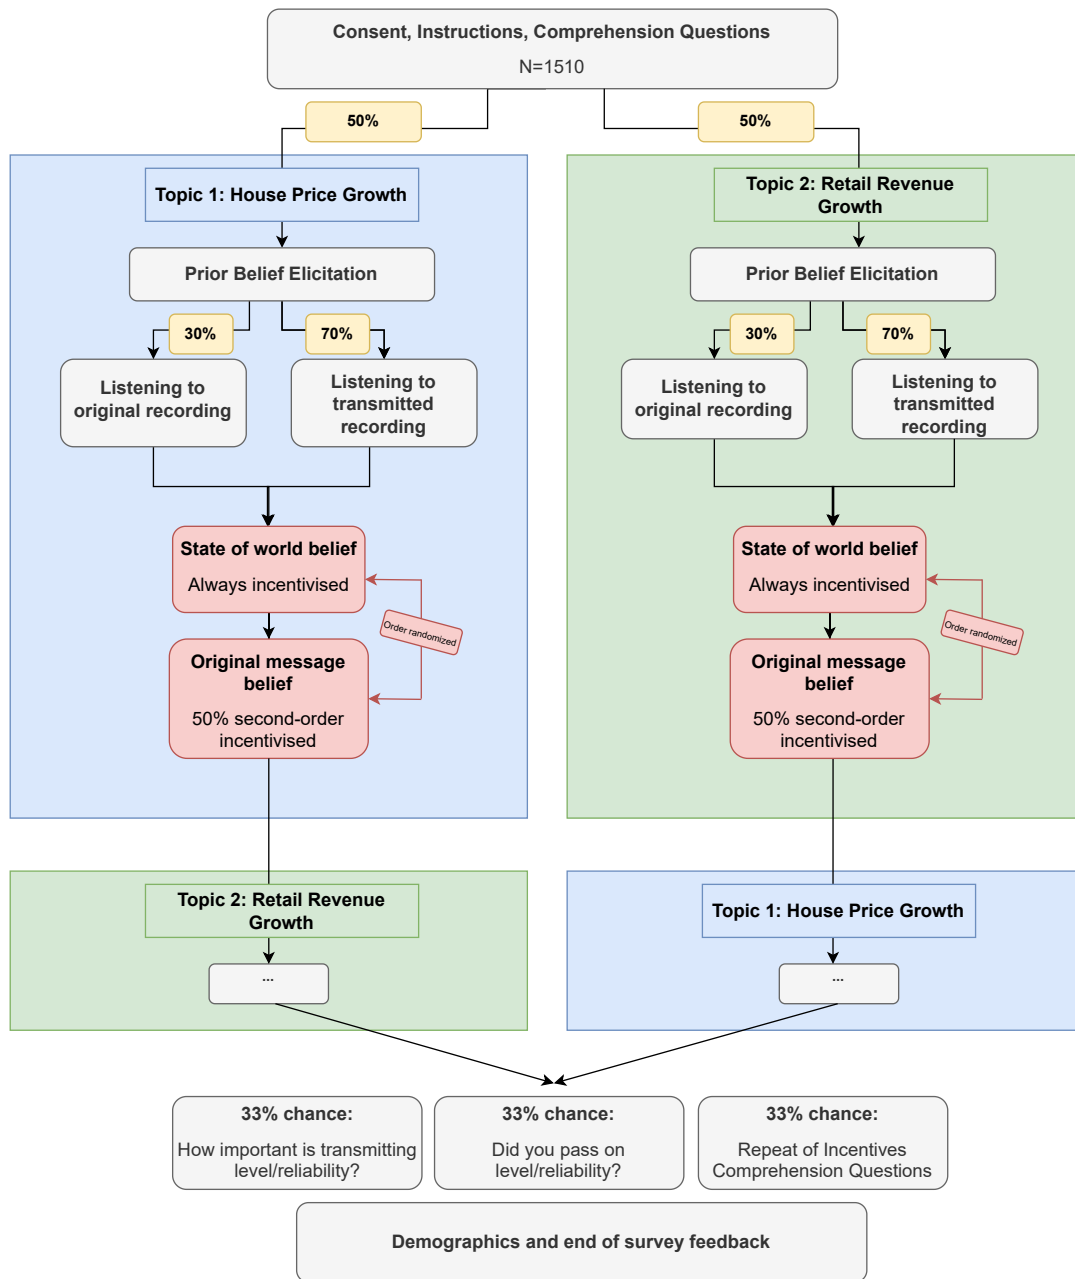 Consent, Instructions, Comprehension Questions
N=1510
50%
50%
Topic 1: House Price Growth
Prior Belief Elicitation
30%
70%
Listening to
original recording
Listening to
transmitted
recording
State of world belief
Always incentivised
Order randomized
Original message
belief
50% second-order
incentivised
Topic 2: Retail Revenue
Growth
Prior Belief Elicitation
30%
70%
Listening to
original recording
Listening to
transmitted
recording
State of world belief
Always incentivised
Order randomized
Original message
belief
50% second-order
incentivised
Topic 2: Retail Revenue
Growth
...
Topic 1: House Price Growth
...
33% chance:
How important is transmitting
level/reliability?
33% chance:
Did you pass on
level/reliability?
33% chance:
Repeat of Incentives
Comprehension Questions
Demographics and end of survey feedback